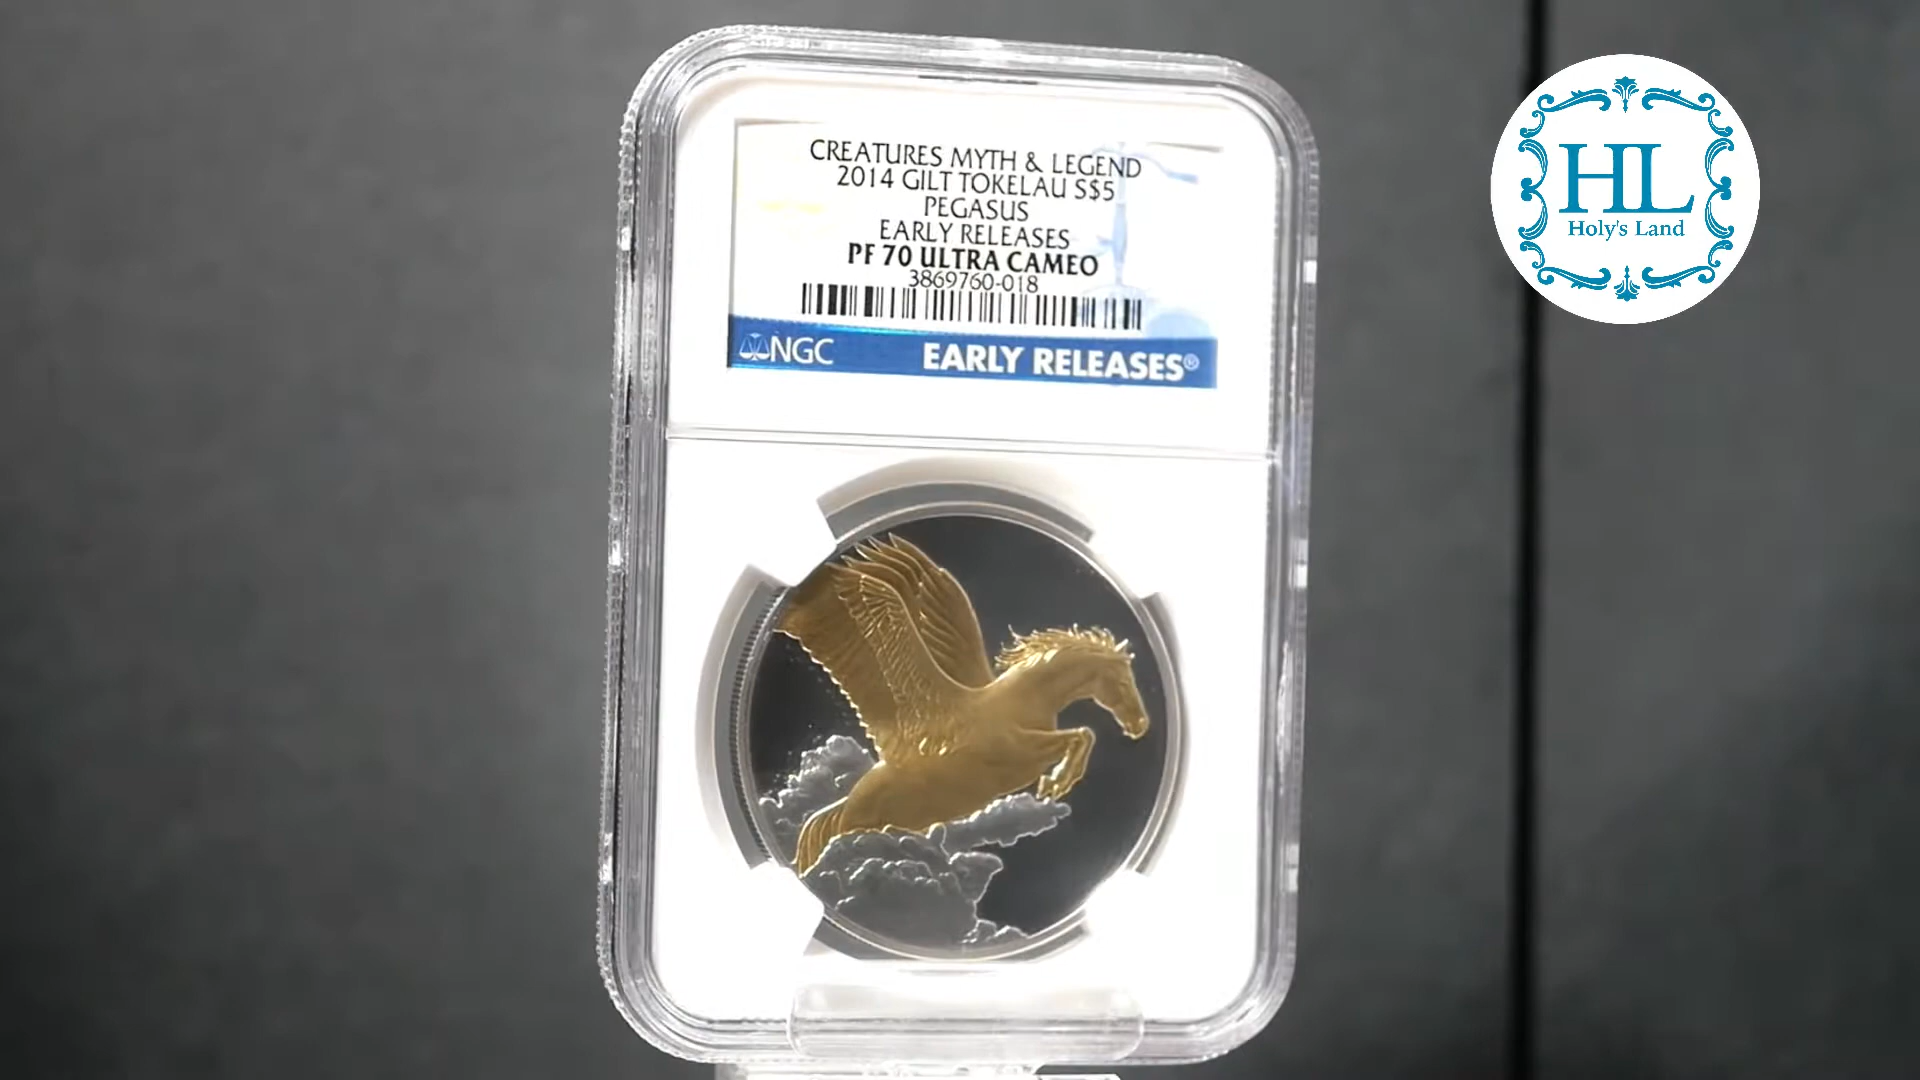 CREATURES MYTH & LEGEND
2014 GILT TOKELAU S$5
PEGASUS
EARLY RELEASES
PF 70 ULTRA CAMEO
3869760-018
NGC EARLY RELEASES®
HL
Holy's Land